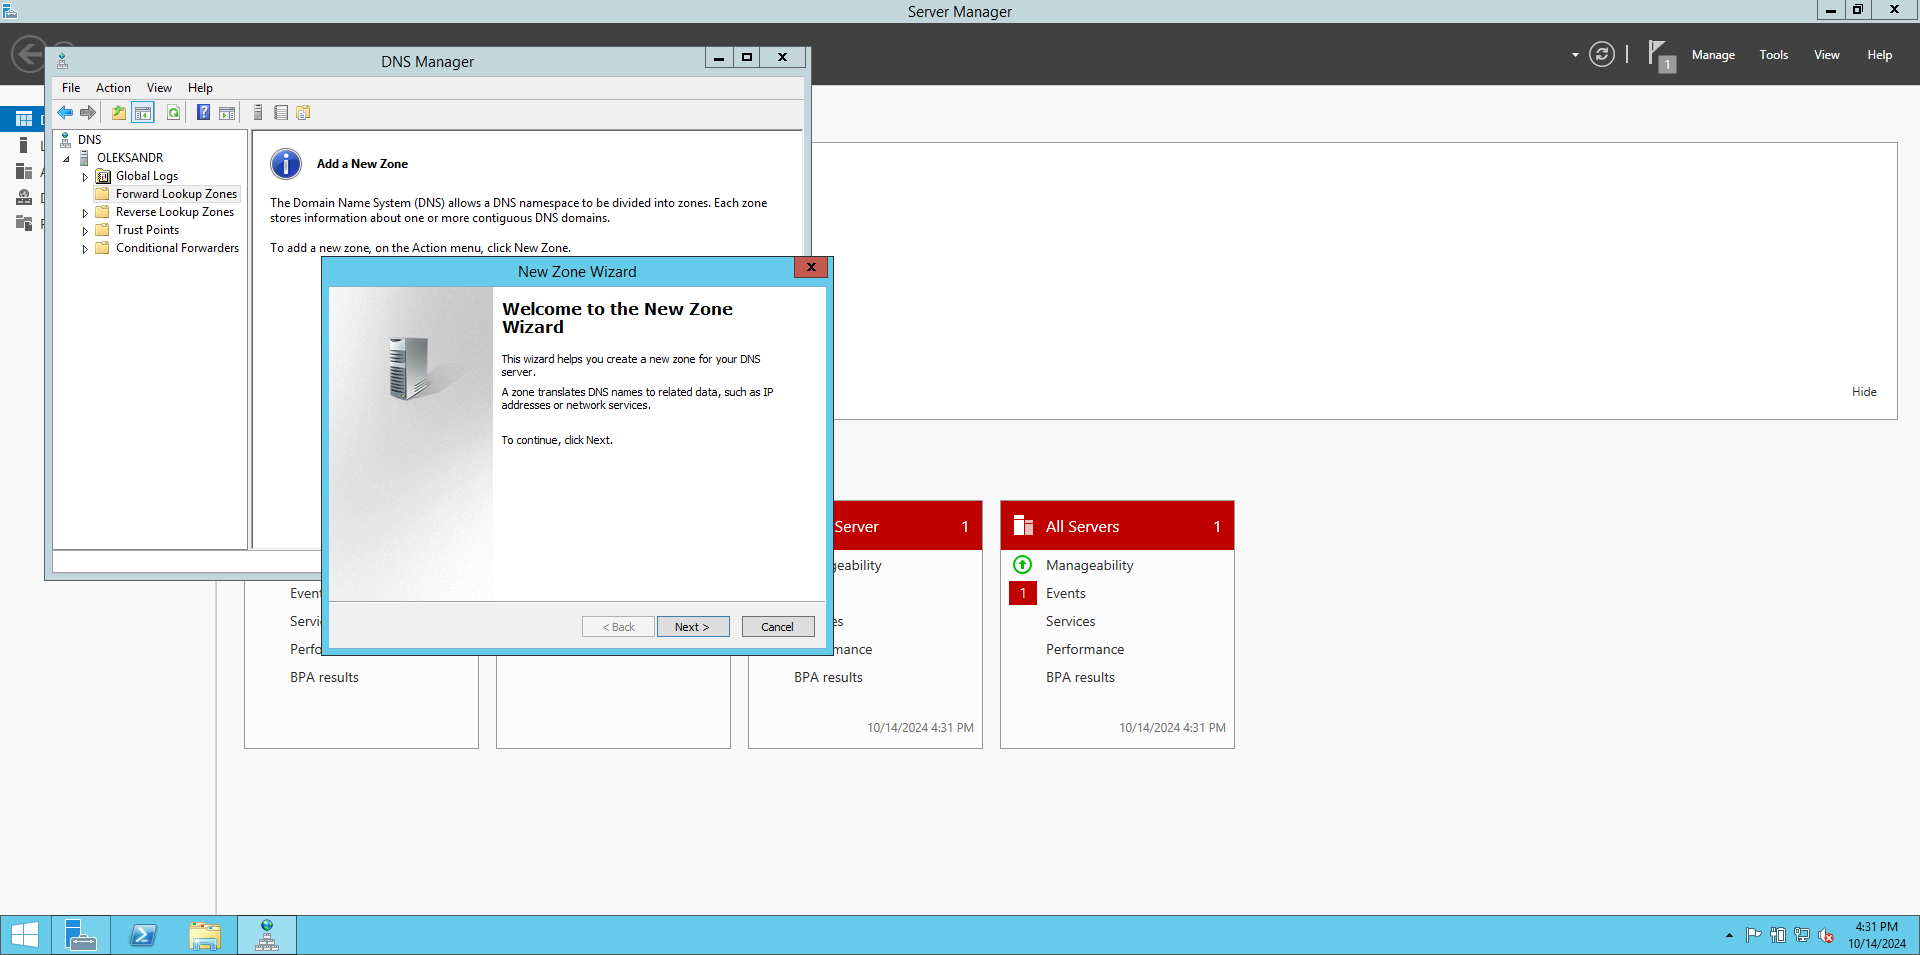 Server Manager
1
Manage
Tools
View
Help
DNS Manager
File
Action
View
Help
DNS
OLEKSANDR
Global Logs
Forward Lookup Zones
Reverse Lookup Zones
Trust Points
Conditional Forwarders
Add a New Zone
The Domain Name System (DNS) allows a DNS namespace to be divided into zones. Each zone
stores information about one or more contiguous DNS domains.
To add a new zone, on the Action menu, click New Zone.
New Zone Wizard
Welcome to the New Zone
Wizard
This wizard helps you create a new zone for your DNS
server.
A zone translates DNS names to related data, such as IP
addresses or network services.
To continue, click Next.
< Back
Next >
Cancel
Hide
Event
Servi
Perfo
BPA results
Server
1
geability
es
mance
BPA results
10/14/2024 4:31 PM
All Servers
1
Manageability
1
Events
Services
Performance
BPA results
10/14/2024 4:31 PM
4:31 PM
10/14/2024